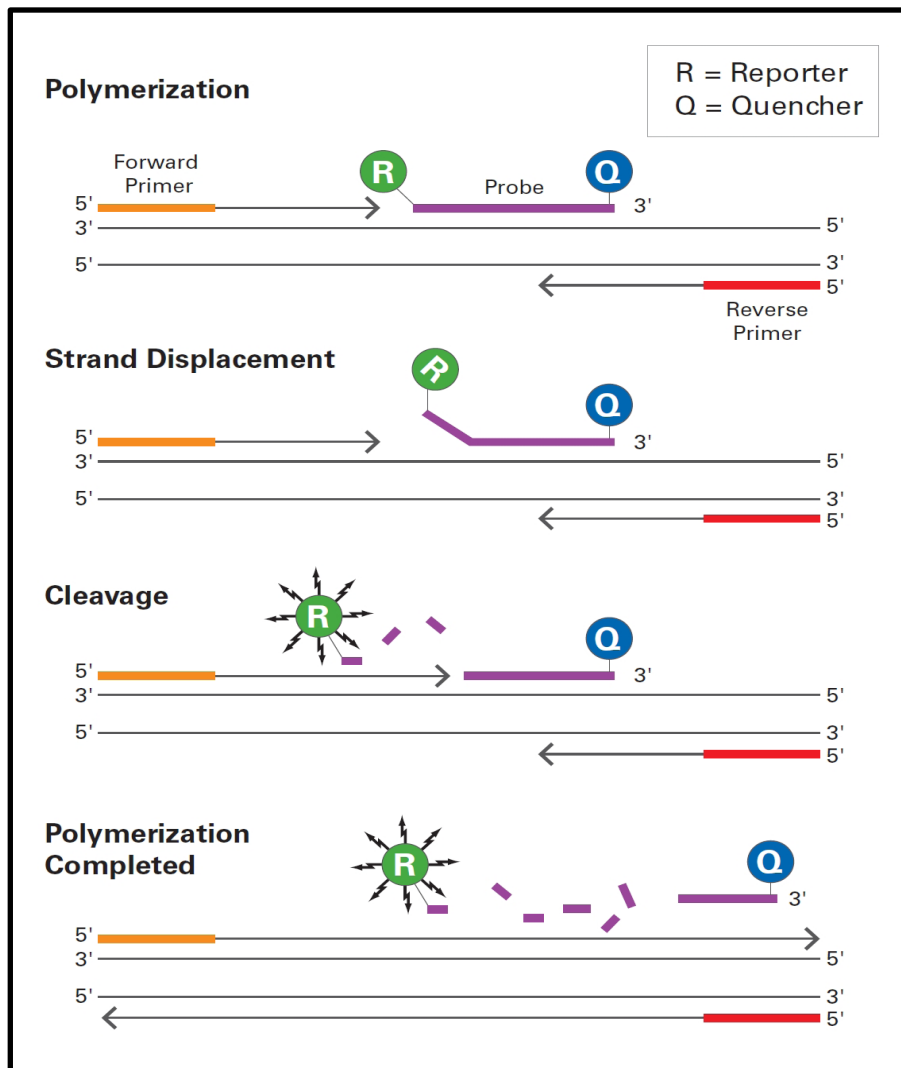 R = Reporter
Q = Quencher
Polymerization
Forward
Primer
R
Probe
Q
5'
3'
3'
5'
5'
3'
5'
Reverse
Primer
Strand Displacement
R
Q
5'
3'
3'
5'
5'
3'
5'
Cleavage
R
Q
5'
3'
3'
5'
5'
3'
5'
Polymerization
Completed
R
Q
3'
5'
3'
5'
5'
3'
5'